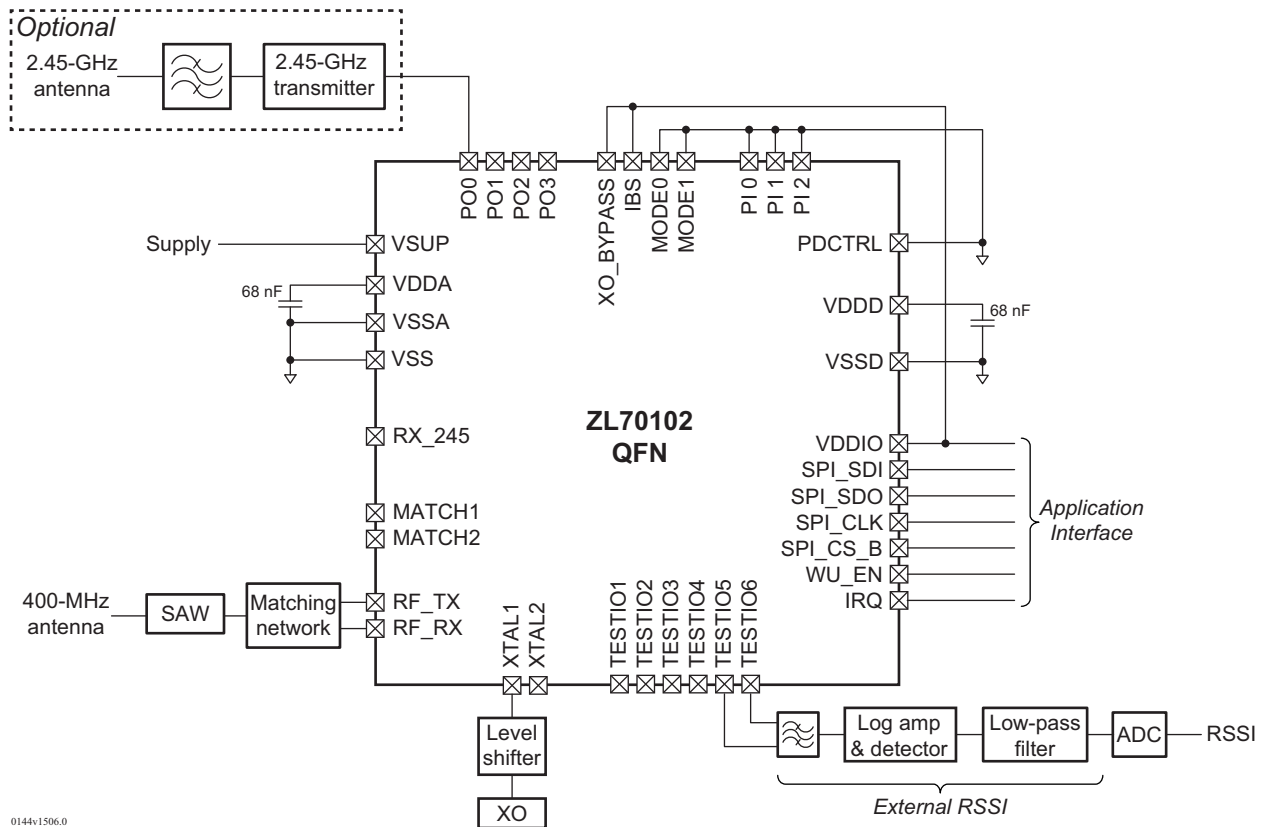 Optional
2.45-GHz
antenna
2.45-GHz
transmitter
PO0
PO1
PO2
PO3
XO_BYPASS
IBS
MODE0
MODE1
PI 0
PI 1
PI 2
Supply
VSUP
VDDA
68 nF
VSSA
VSS
RX_245
MATCH1
MATCH2
400-MHz
antenna
SAW
Matching
network
RF_TX
RF_RX
ZL70102
QFN
PDCTRL
VDDD
68 nF
VSSD
VDDIO
SPI_SDI
SPI_SDO
SPI_CLK
SPI_CS_B
WU_EN
IRQ
Application
Interface
XTAL1
XTAL2
TESTIO1
TESTIO2
TESTIO3
TESTIO4
TESTIO5
TESTIO6
Level
shifter
XO
Log amp
& detector
Low-pass
filter
ADC
RSSI
External RSSI
0144v1506.0